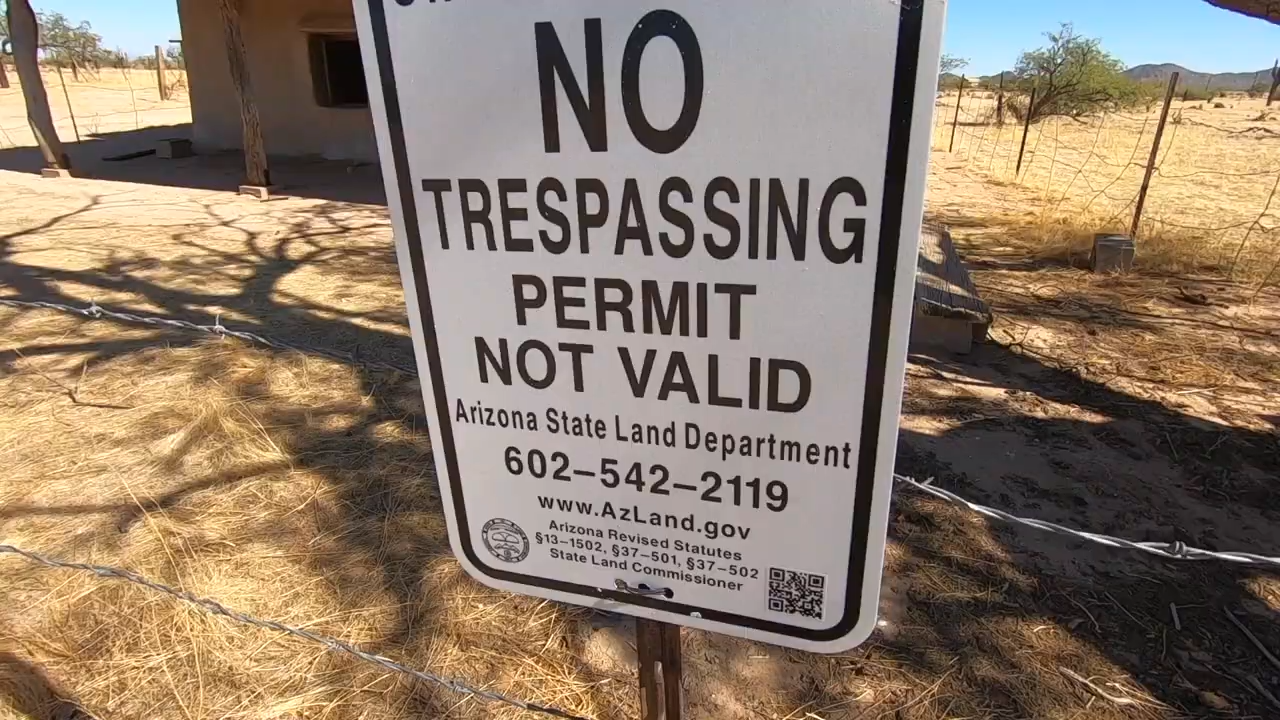 NO
TRESPASSING
PERMIT
NOT VALID
Arizona State Land Department
602–542–2119
www.AzLand.gov
Arizona Revised Statutes
§13–1502, §37–501, §37–502
State Land Commissioner